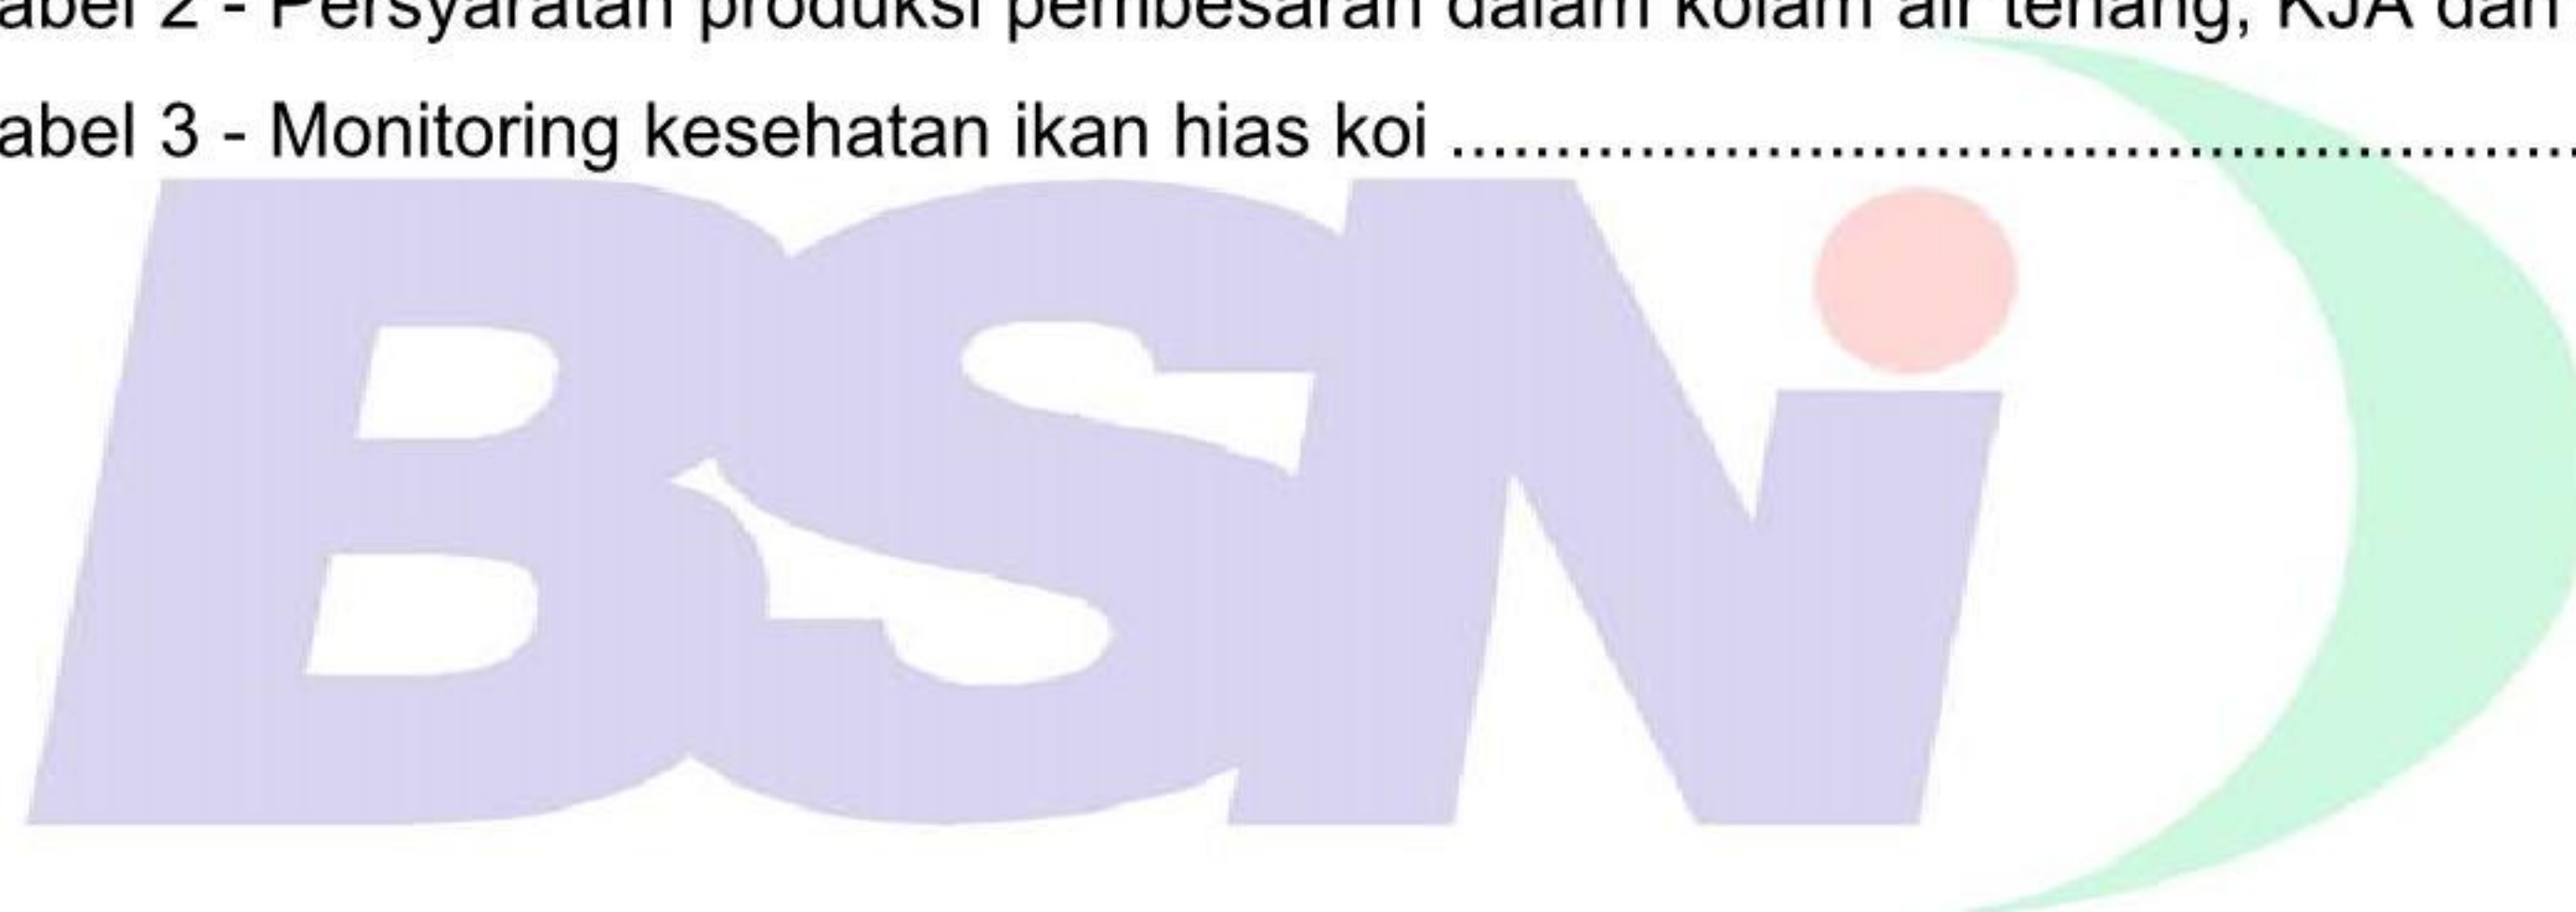 abel 2 - Persyaratan produksi pembesaran dalam kolam air tenang, KJA dan
abel 3 - Monitoring kesehatan ikan hias koi ........................................................
BSN